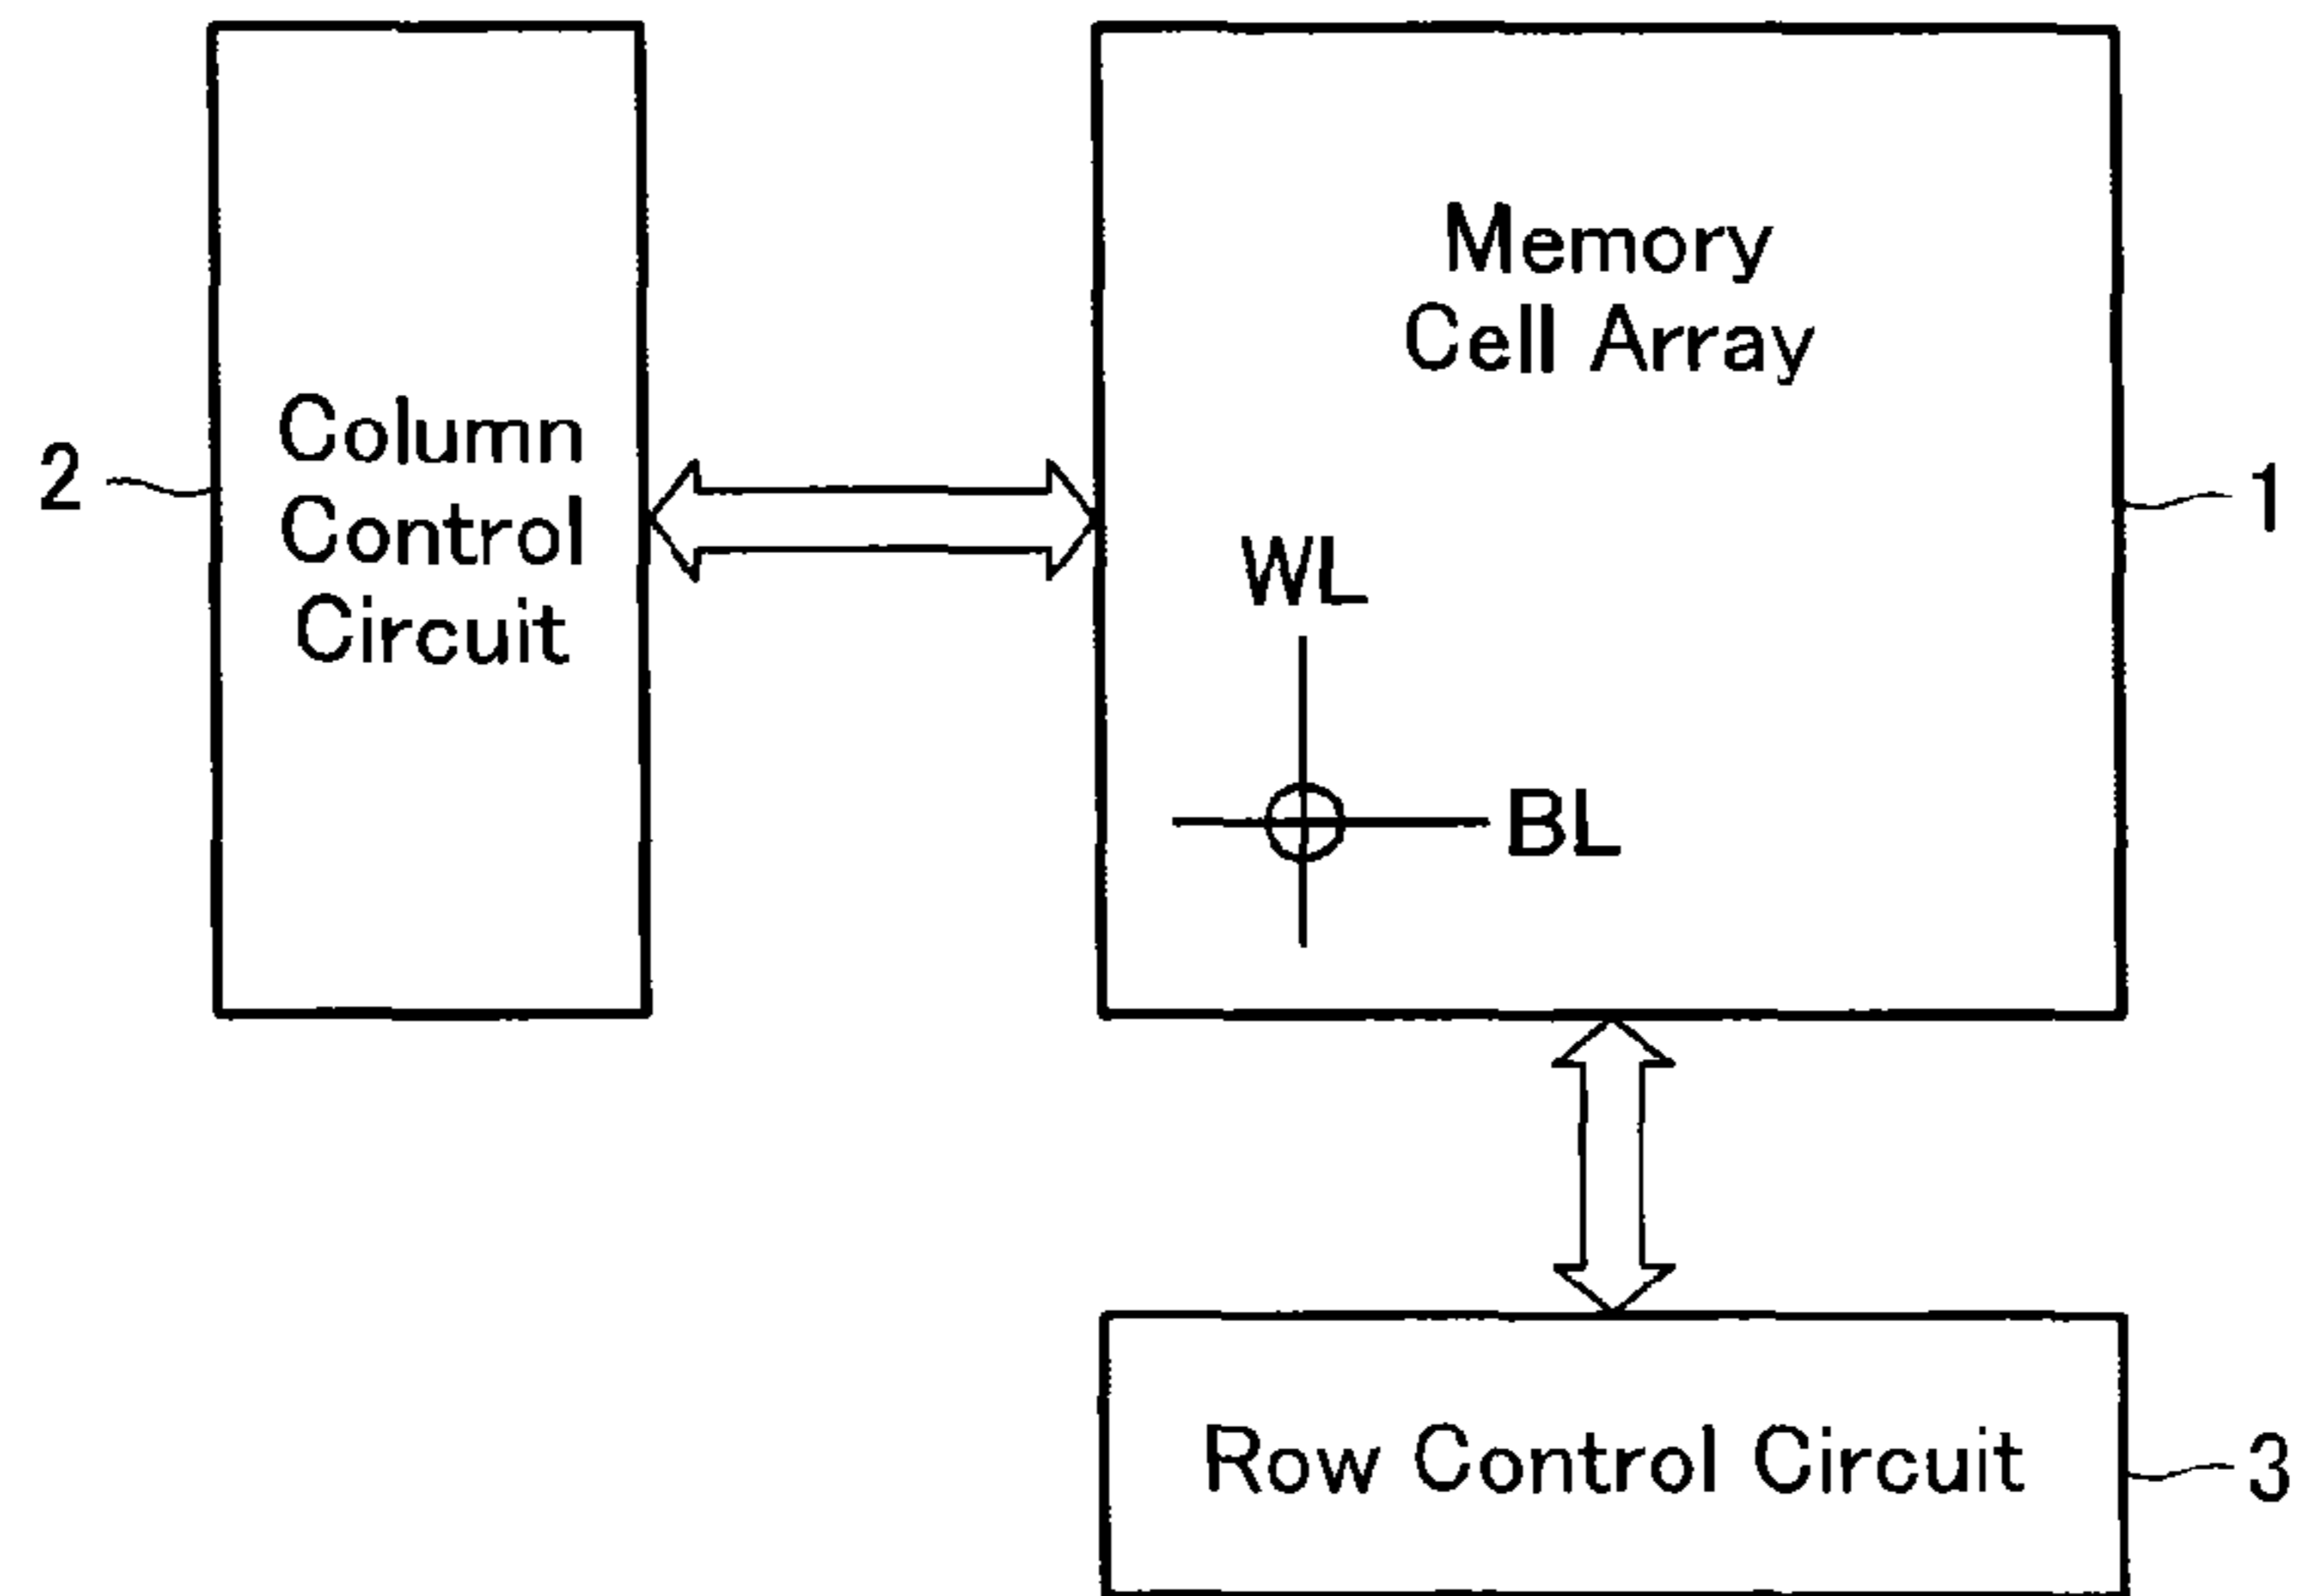 Memory
Cell Array
2
Column
Control
Circuit
1
WL
BL
Row Control Circuit
3